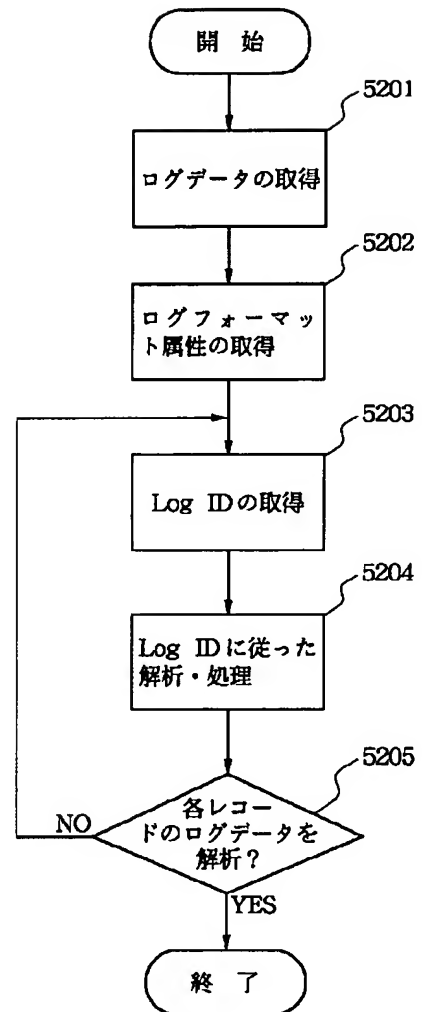 開 始
5201
ログデータの取得
5202
ログフォーマッ
ト属性の取得
5203
Log IDの取得
5204
Log IDに従った
解析・処理
5205
各レコー
ドのログデータを
解析？
NO
YES
終 了